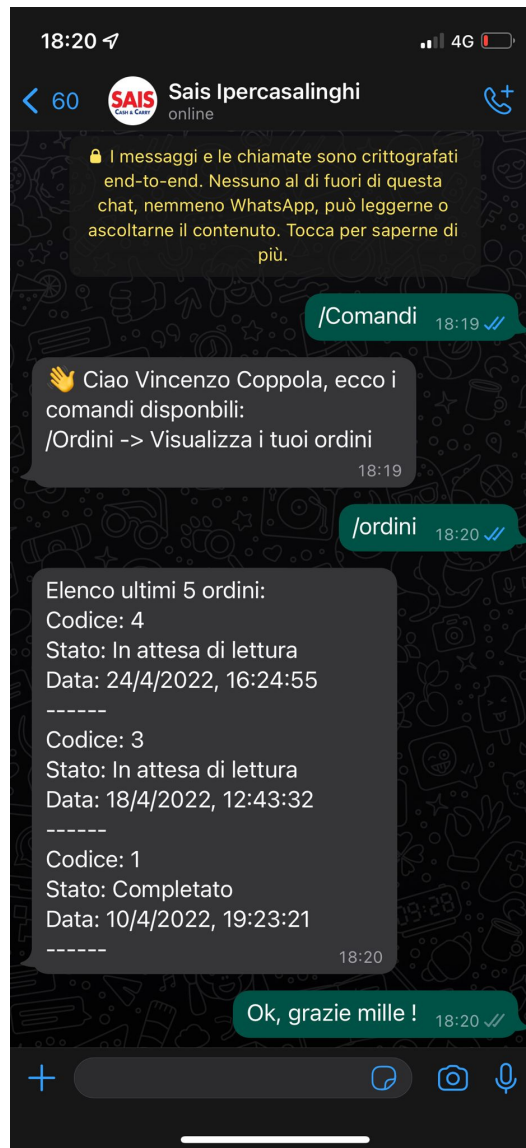 18:20
4G
60
SAIS
CASH & CARRY
Sais Ipercasalinghi
online
I messaggi e le chiamate sono crittografati
end-to-end. Nessuno al di fuori di questa
chat, nemmeno WhatsApp, può leggerne o
ascoltarne il contenuto. Tocca per saperne di
più.
/Comandi 18:19
👋 Ciao Vincenzo Coppola, ecco i
comandi disponbili:
/Ordini -> Visualizza i tuoi ordini
18:19
/ordini 18:20
Elenco ultimi 5 ordini:
Codice: 4
Stato: In attesa di lettura
Data: 24/4/2022, 16:24:55
------
Codice: 3
Stato: In attesa di lettura
Data: 18/4/2022, 12:43:32
------
Codice: 1
Stato: Completato
Data: 10/4/2022, 19:23:21
------
18:20
Ok, grazie mille ! 18:20